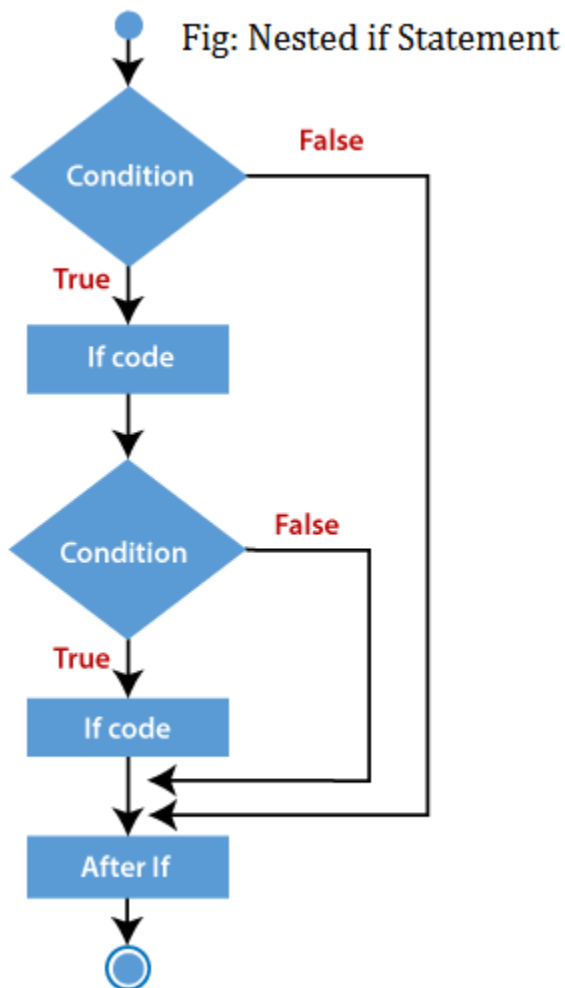 Fig: Nested if Statement
False
Condition
True
If code
False
Condition
True
If code
After If